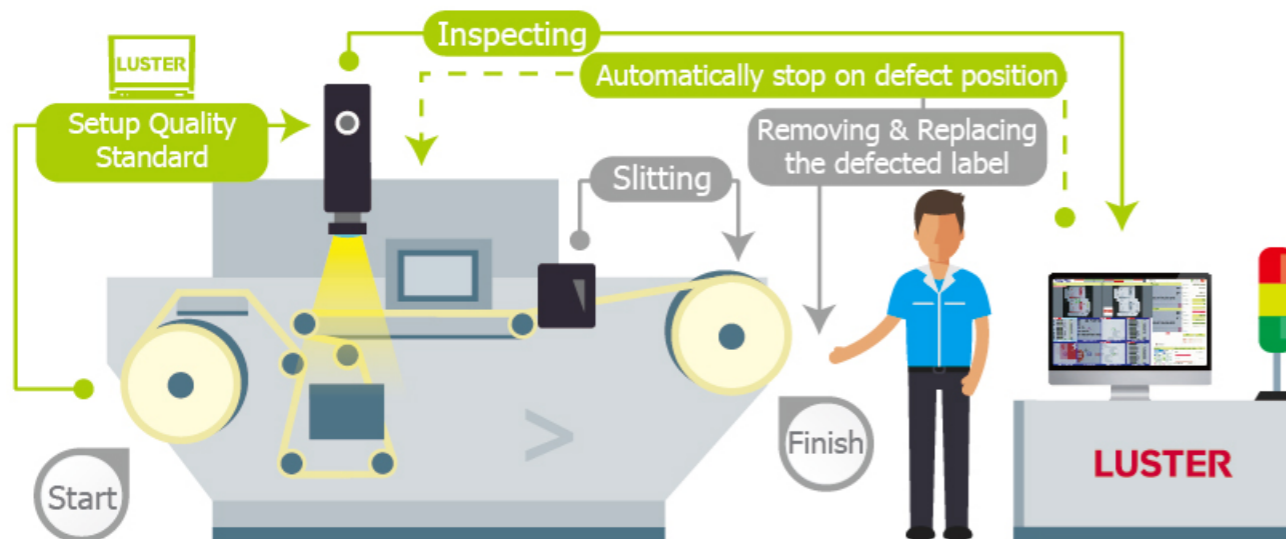 Inspecting
LUSTER
Automatically stop on defect position
Setup Quality
Standard
Removing & Replacing
the defected label
Slitting
Finish
LUSTER
Start